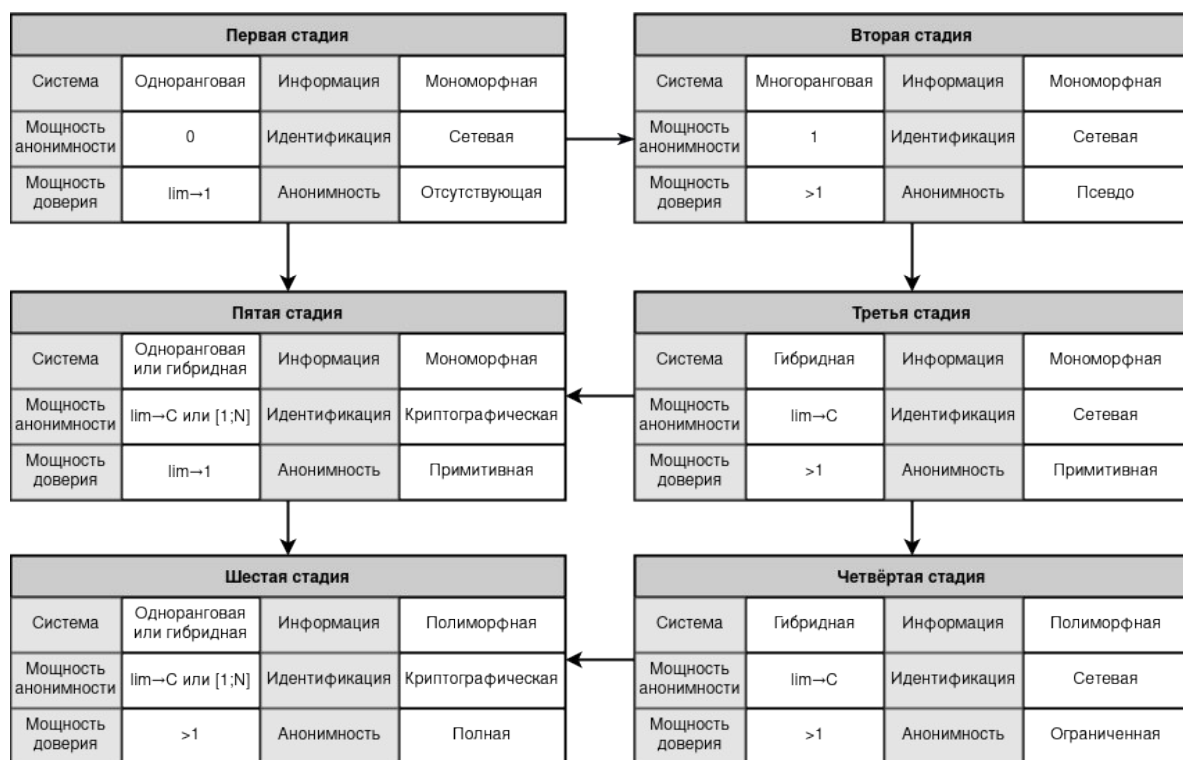 Первая стадия
Система Одноранговая Информация Мономорфная
Мощность
анонимности 0 Идентификация Сетевая
Мощность
доверия lim→1 Анонимность Отсутствующая
Вторая стадия
Система Многоранговая Информация Мономорфная
Мощность
анонимности 1 Идентификация Сетевая
Мощность
доверия >1 Анонимность Псевдо
Пятая стадия
Система Одноранговая
или гибридная Информация Мономорфная
Мощность
анонимности lim→C или [1;N] Идентификация Криптографическая
Мощность
доверия lim→1 Анонимность Примитивная
Третья стадия
Система Гибридная Информация Мономорфная
Мощность
анонимности lim→C Идентификация Сетевая
Мощность
доверия >1 Анонимность Примитивная
Шестая стадия
Система Одноранговая
или гибридная Информация Полиморфная
Мощность
анонимности lim→C или [1;N] Идентификация Криптографическая
Мощность
доверия >1 Анонимность Полная
Четвёртая стадия
Система Гибридная Информация Полиморфная
Мощность
анонимности lim→C Идентификация Сетевая
Мощность
доверия >1 Анонимность Ограниченная